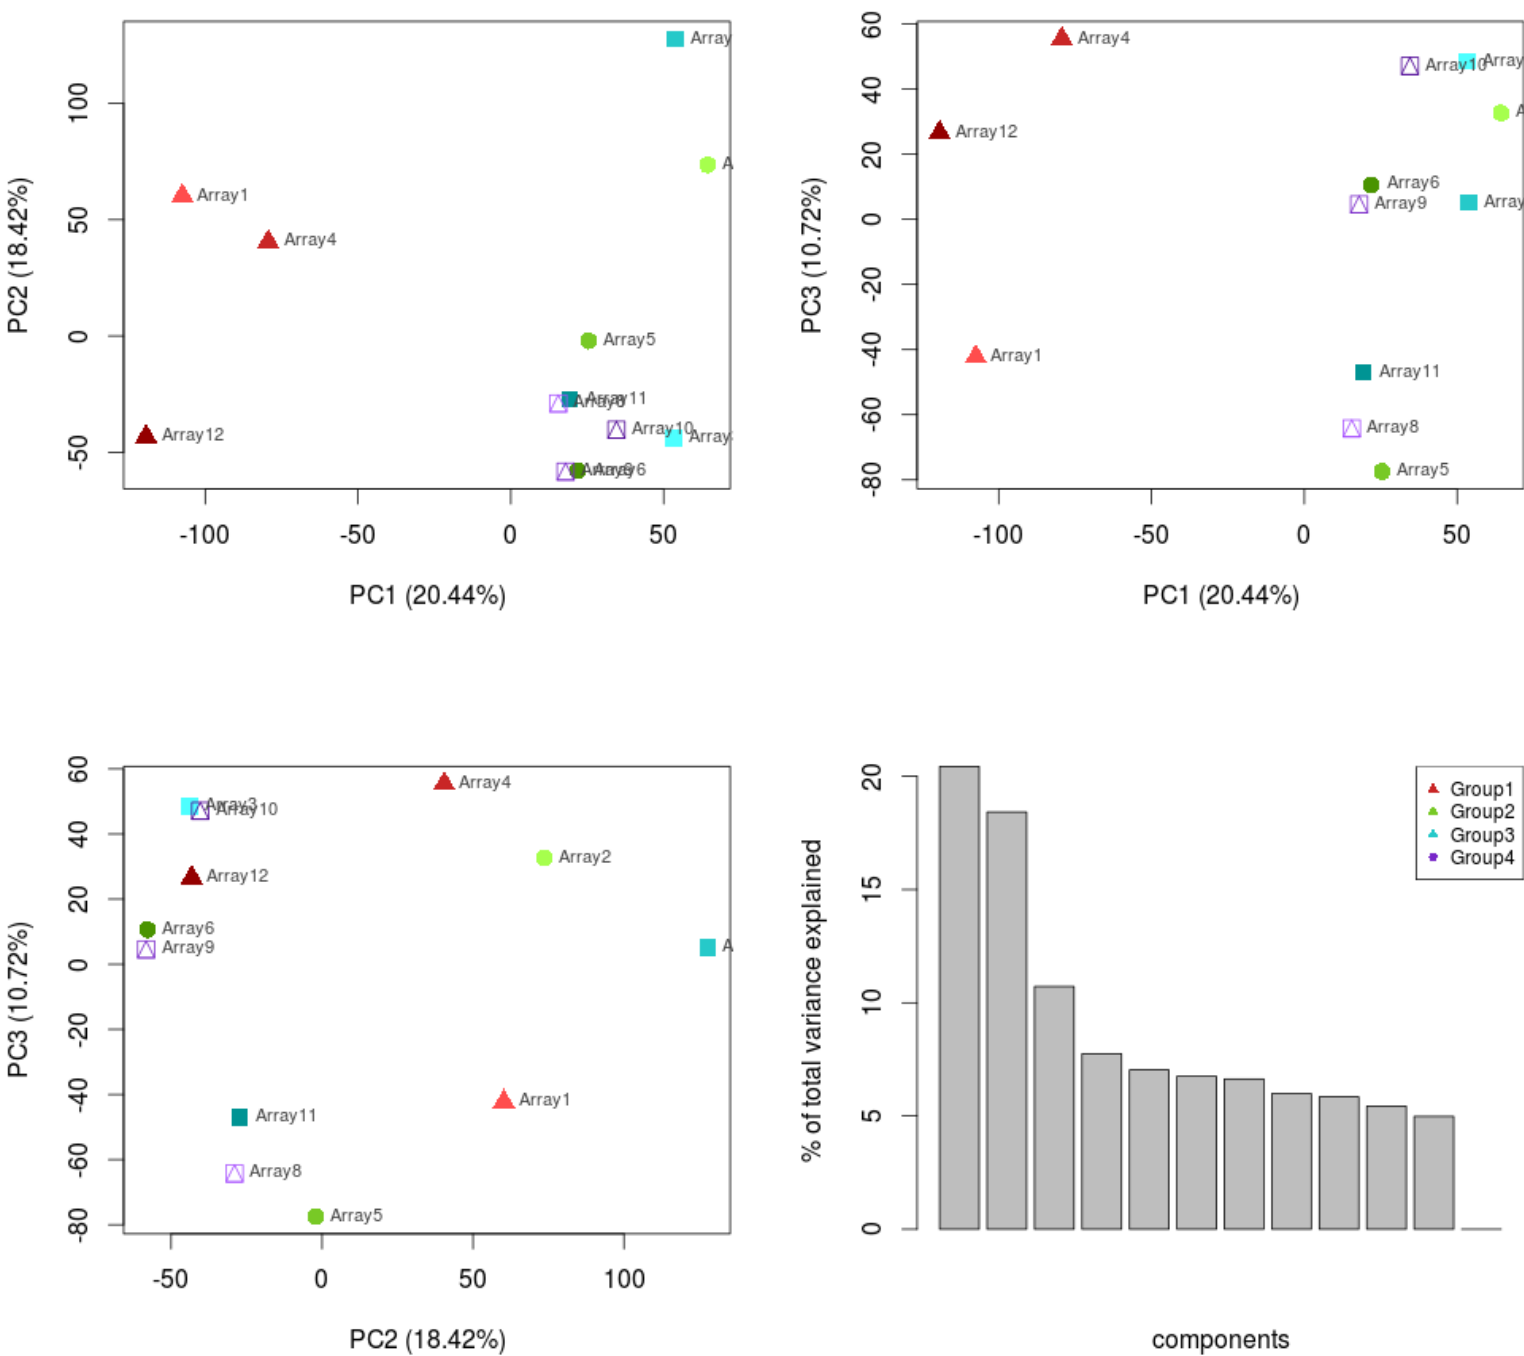 PC2 (18.42%)
100
50
0
-50
Array
A
Array1
Array4
Array5
Array11
Array10
Array12
Array6
-100
-50
0
50
PC1 (20.44%)
PC3 (10.72%)
60
40
20
0
-20
-40
-60
-80
Array4
Array10
Array
A
Array12
Array6
Array9
Array
Array1
Array11
Array8
Array5
-100
-50
0
50
PC1 (20.44%)
PC3 (10.72%)
60
40
20
0
-20
-40
-60
-80
Array4
Array3
Array10
Array2
Array12
Array6
Array9
A
Array1
Array11
Array8
Array5
-50
0
50
100
PC2 (18.42%)
% of total variance explained
20
15
10
5
0
Group1
Group2
Group3
Group4
components